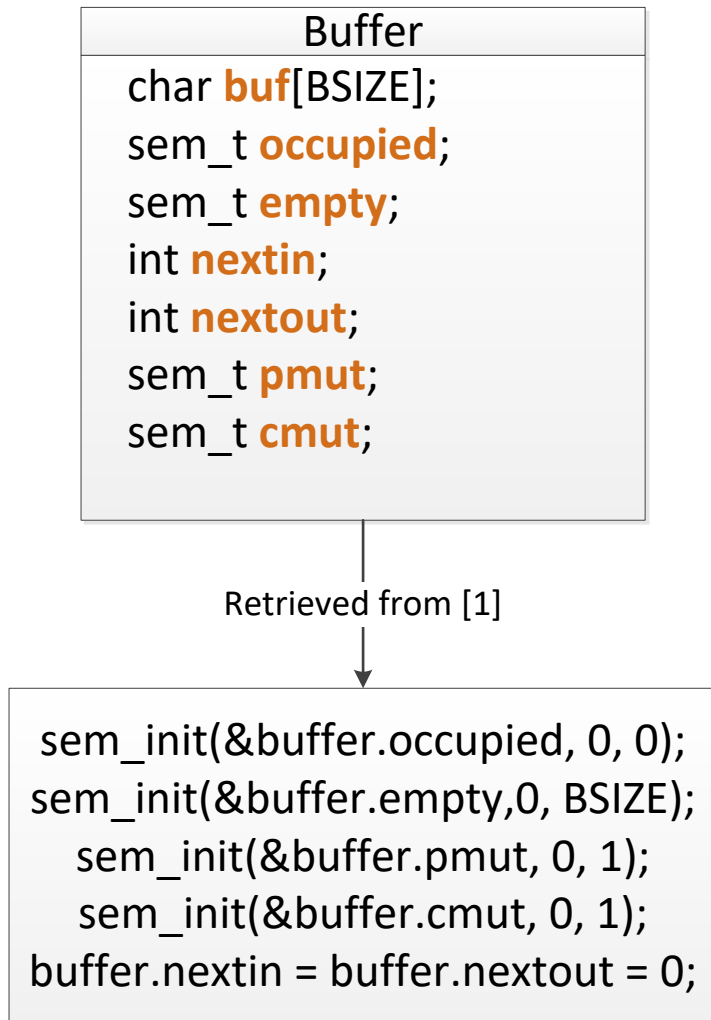 Buffer
char buf[BSIZE];
sem_t occupied;
sem_t empty;
int nextin;
int nextout;
sem_t pmut;
sem_t cmut;
Retrieved from [1]
sem_init(&buffer.occupied, 0, 0);
sem_init(&buffer.empty,0, BSIZE);
sem_init(&buffer.pmut, 0, 1);
sem_init(&buffer.cmut, 0, 1);
buffer.nextin = buffer.nextout = 0;